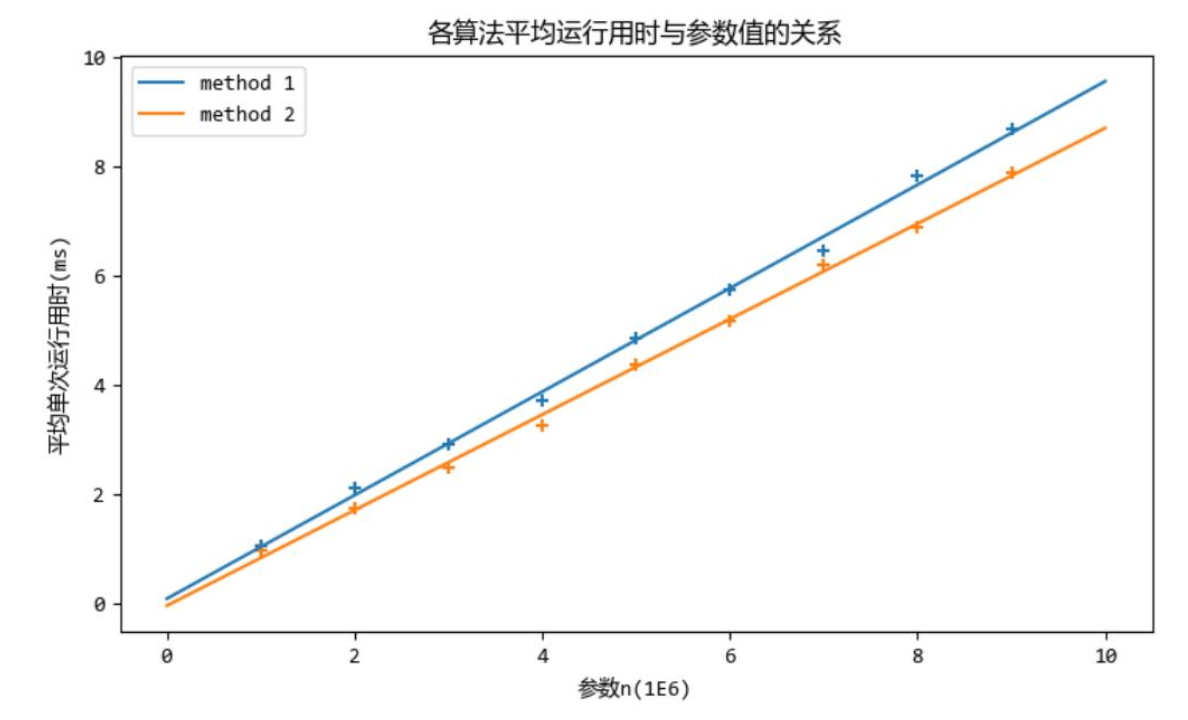 各算法平均运行用时与参数值的关系
method 1
method 2
平均单次运行用时(ms)
10
8
6
4
2
0
0 2 4 6 8 10
参数n(1E6)